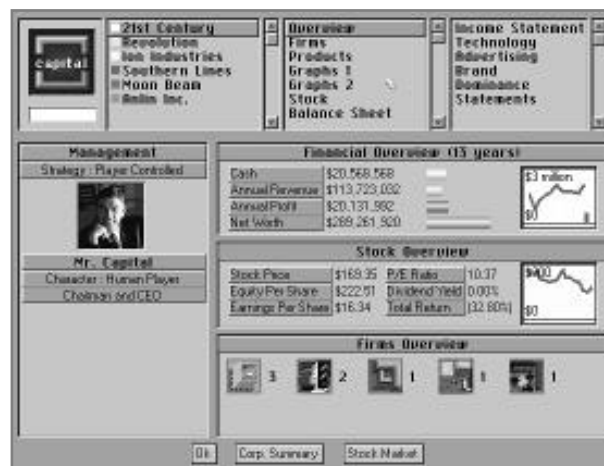 capital
21st Century
Revolution
Ion Industries
Southern Lines
Moon Beam
Anlin Inc.
Overview
Firms
Products
Graphs 1
Graphs 2
Stock
Balance Sheet
Income Statement
Technology
Advertising
Brand
Dominance
Statements
Management
Strategy : Player Controlled
Mr. Capital
Character : Human Player
Chairman and CEO
Financial Overview (13 years)
Cash $20,568,568
Annual Revenue $113,723,032
Annual Profit $20,131,992
Net Worth $289,261,920
$3 million
$0
Stock Overview
Stock Price $169.35 P/E Ratio 10.37
Equity Per Share $222.51 Dividend Yield 0.00%
Earnings Per Share $16.34 Total Return (32.80%)
$400
$0
Firms Overview
3 2 1 1 1
Ok Corp. Summary Stock Market